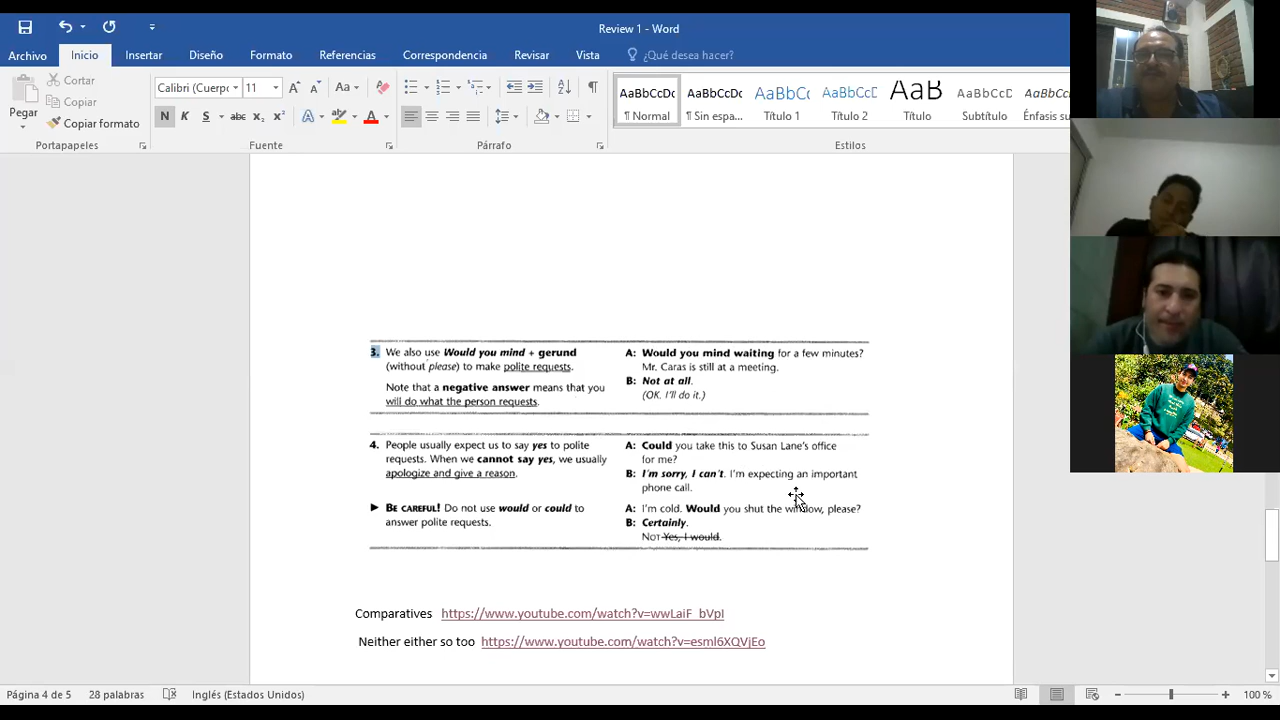 Review 1 - Word
Archivo Inicio Insertar Diseño Formato Referencias Correspondencia Revisar Vista ¿Qué desea hacer?
Pegar
Cortar
Copiar
Copiar formato
Portapapeles
Calibri (Cuerpo 11
Aa
N K S abc x₂ x²
Fuente
Párrafo
AaBbCcDc AaBbCcDc AaBbCc AaBbCcD AaB AaBbCcD AaBbCcDc
¶ Normal ¶ Sin espa... Título 1 Título 2 Título Subtítulo Énfasis su
Estilos
3. We also use Would you mind + gerund
(without please) to make polite requests.
Note that a negative answer means that you
will do what the person requests.
A: Would you mind waiting for a few minutes?
Mr. Caras is still at a meeting.
B: Not at all.
(OK. I'll do it.)
4. People usually expect us to say yes to polite
requests. When we cannot say yes, we usually
apologize and give a reason.
► BE CAREFUL! Do not use would or could to
answer polite requests.
A: Could you take this to Susan Lane's office
for me?
B: I'm sorry, I can't. I'm expecting an important
phone call.
A: I'm cold. Would you shut the window, please?
B: Certainly.
NOT Yes, I would.
Comparatives https://www.youtube.com/watch?v=wwLaiF_bVpI
Neither either so too https://www.youtube.com/watch?v=esml6XQVjEo
Página 4 de 5 28 palabras Inglés (Estados Unidos) 100 %